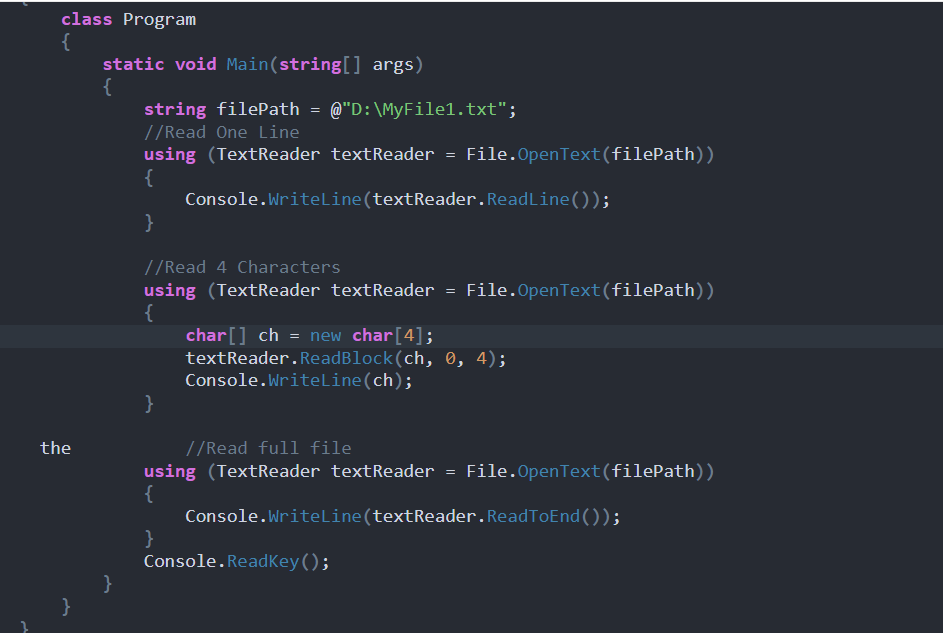 {
class Program
{
static void Main(string[] args)
{
string filePath = @"D:\MyFile1.txt";
//Read One Line
using (TextReader textReader = File.OpenText(filePath))
{
Console.WriteLine(textReader.ReadLine());
}
//Read 4 Characters
using (TextReader textReader = File.OpenText(filePath))
{
char[] ch = new char[4];
textReader.ReadBlock(ch, 0, 4);
Console.WriteLine(ch);
}
the //Read full file
using (TextReader textReader = File.OpenText(filePath))
{
Console.WriteLine(textReader.ReadToEnd());
}
Console.ReadKey();
}
}
}